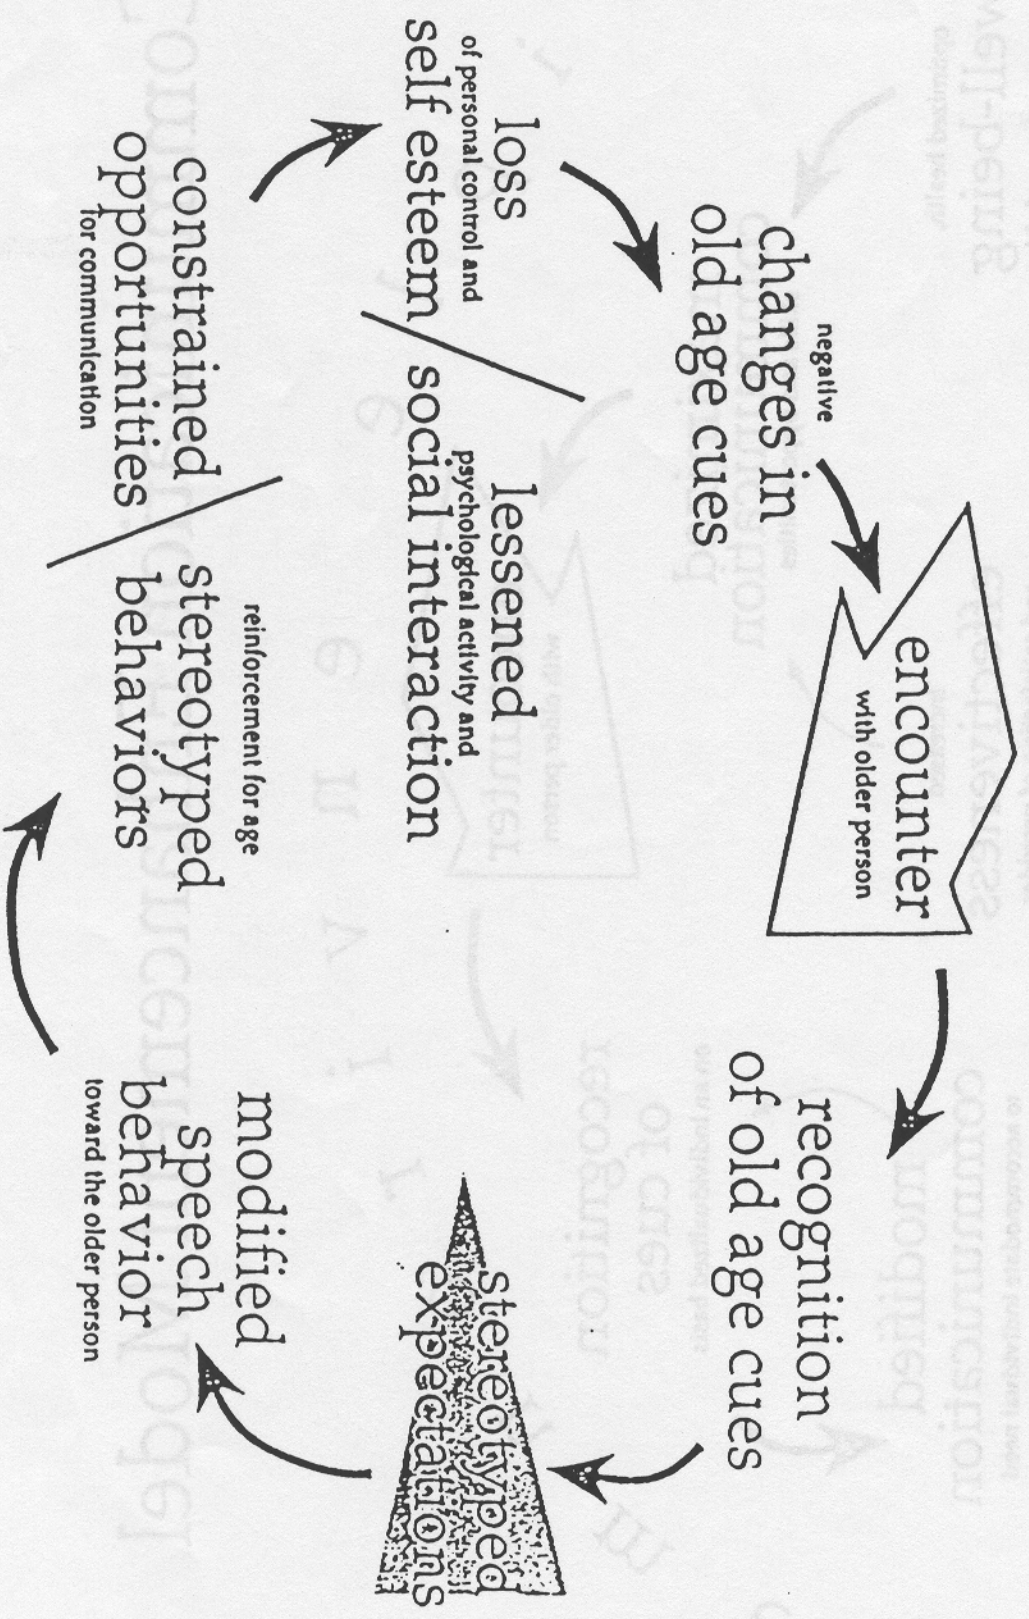 encounter
with older person
recognition
of old age cues
stereotyped
expectations
modified
speech
behavior
toward the older person
reinforcement for age
stereotyped
behaviors
constrained
opportunities
for communication
loss
of personal control and
self esteem
lessened
psychological activity and
social interaction
negative
changes in
old age cues